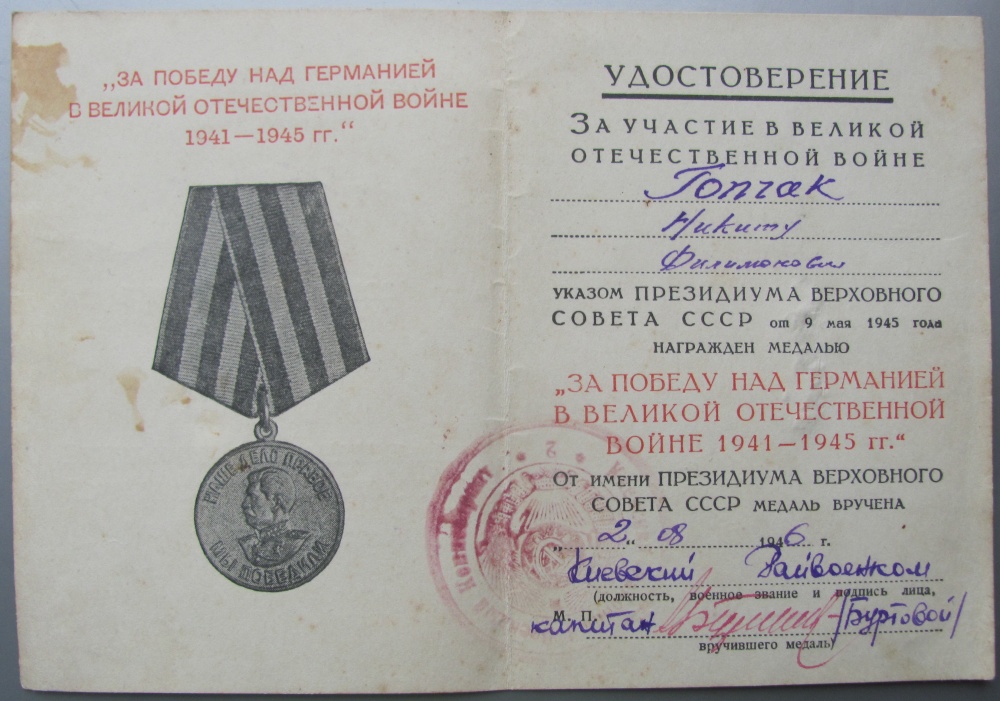 „ЗА ПОБЕДУ НАД ГЕРМАНИЕЙ
В ВЕЛИКОЙ ОТЕЧЕСТВЕННОЙ ВОЙНЕ
1941—1945 гг.“
НАШЕ ДЕЛО ПРАВОЕ
МЫ ПОБЕДИЛИ
УДОСТОВЕРЕНИЕ
ЗА УЧАСТИЕ В ВЕЛИКОЙ
ОТЕЧЕСТВЕННОЙ ВОЙНЕ
Гопчак
Никиту
Филимонович
УКАЗОМ ПРЕЗИДИУМА ВЕРХОВНОГО
СОВЕТА СССР от 9 мая 1945 года
НАГРАЖДЕН МЕДАЛЬЮ
„ЗА ПОБЕДУ НАД ГЕРМАНИЕЙ
В ВЕЛИКОЙ ОТЕЧЕСТВЕННОЙ
ВОЙНЕ 1941—1945 гг.“
ОТ ИМЕНИ ПРЕЗИДИУМА ВЕРХОВНОГО
СОВЕТА СССР МЕДАЛЬ ВРУЧЕНА
„2“ 08 1946 г.
Киевский Райвоенком
(должность, военное звание и подпись лица,
М. П.
капитан /Буртовой/
вручившего медаль)